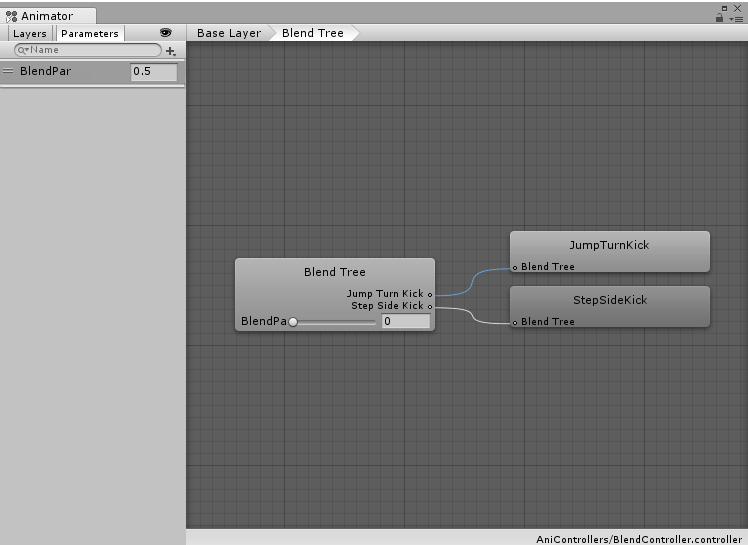 Animator
Layers Parameters
Name
BlendPar 0.5
Base Layer Blend Tree
Blend Tree
Jump Turn Kick
Step Side Kick
BlendPa 0
JumpTurnKick
Blend Tree
StepSideKick
Blend Tree
AniControllers/BlendController.controller